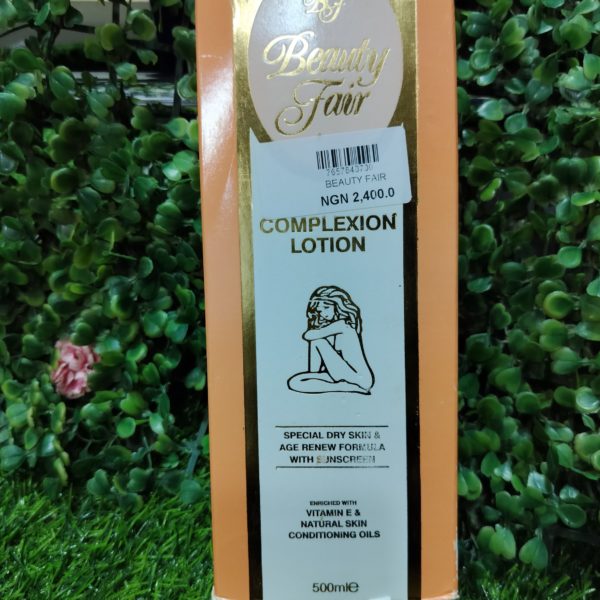 B&F
Beauty
Fair
7657643730
BEAUTY FAIR
NGN 2,400.0
COMPLEXION
LOTION
SPECIAL DRY SKIN &
AGE RENEW FORMULA
WITH SUNSCREEN
ENRICHED WITH
VITAMIN E &
NATURAL SKIN
CONDITIONING OILS
500ml℮